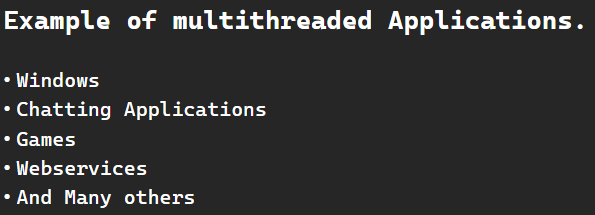 Example of multithreaded Applications.
• Windows
• Chatting Applications
• Games
• Webservices
• And Many others